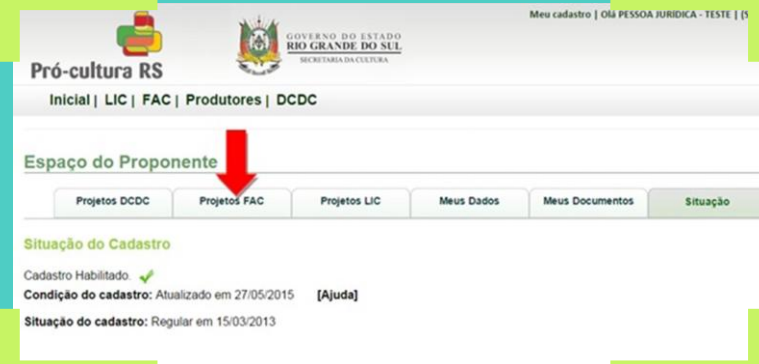 Meu cadastro | Olá PESSOA JURÍDICA - TESTE | (S
GOVERNO DO ESTADO
RIO GRANDE DO SUL
SECRETARIA DA CULTURA
Pró-cultura RS
Inicial | LIC | FAC | Produtores | DCDC
Espaço do Proponente
Projetos DCDC Projetos FAC Projetos LIC Meus Dados Meus Documentos Situação
Situação do Cadastro
Cadastro Habilitado.
Condição do cadastro: Atualizado em 27/05/2015 [Ajuda]
Situação do cadastro: Regular em 15/03/2013